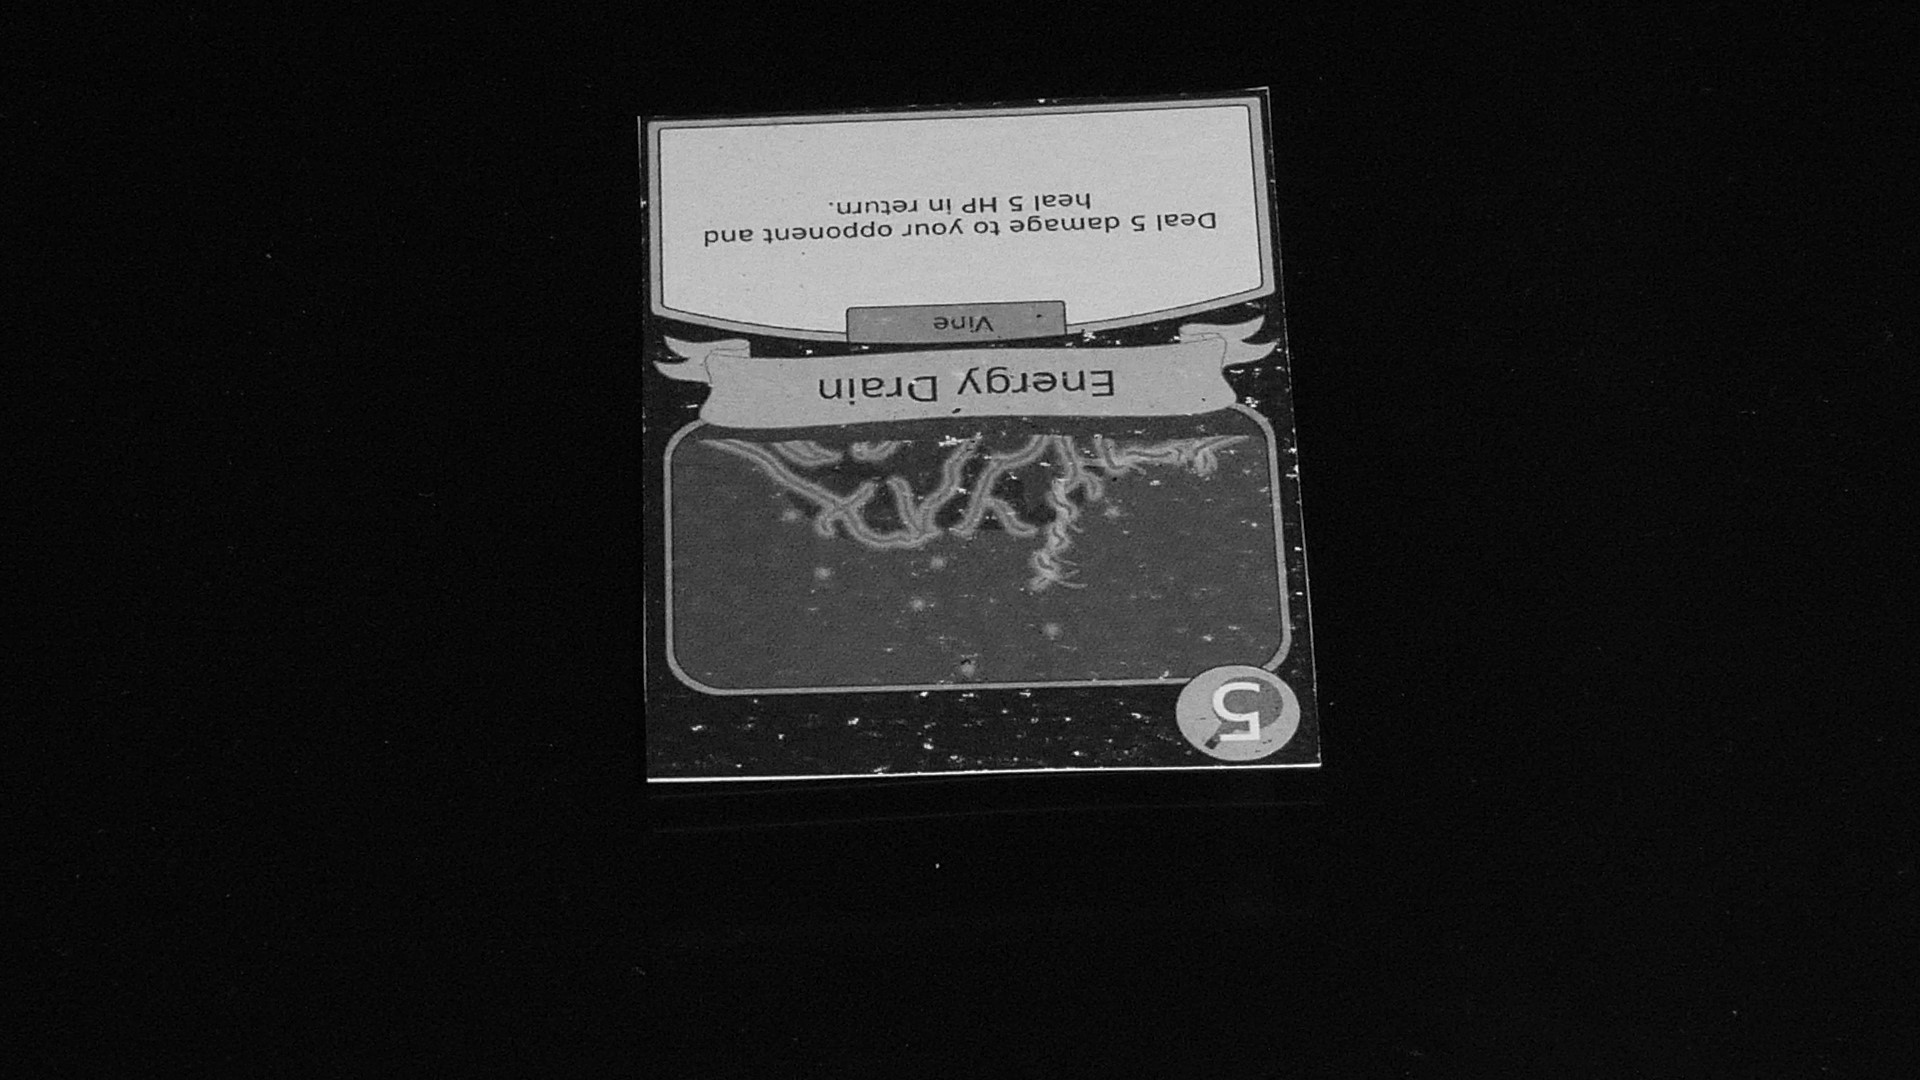 5
Energy Drain
Vine
Deal 5 damage to your opponent and
heal 5 HP in return.